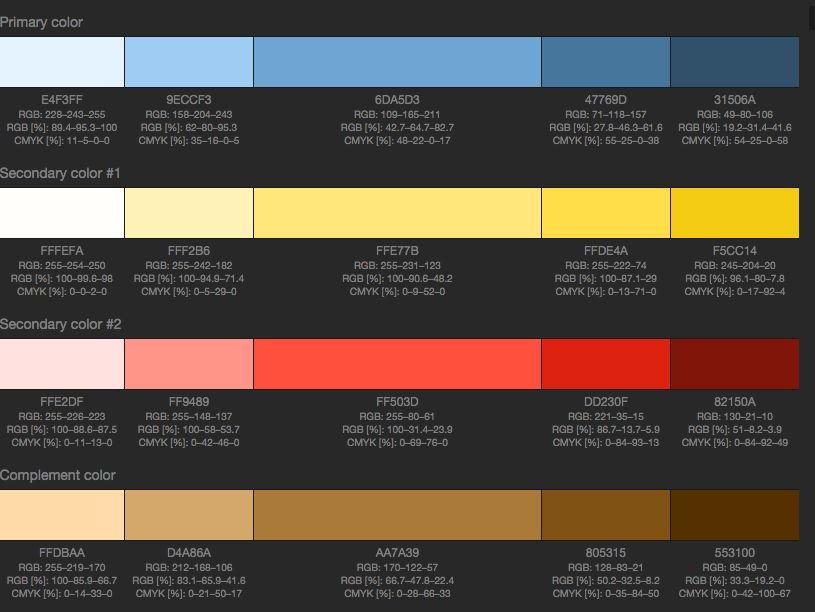 Primary color
E4F3FF 9ECCF3 6DA5D3 47769D 31506A
RGB: 228–243–255 RGB: 158–204–243 RGB: 109–165–211 RGB: 71–118–157 RGB: 49–80–106
RGB [%]: 89.4–95.3–100 RGB [%]: 62–80–95.3 RGB [%]: 42.7–64.7–82.7 RGB [%]: 27.8–46.3–61.6 RGB [%]: 19.2–31.4–41.6
CMYK [%]: 11–5–0–0 CMYK [%]: 35–16–0–5 CMYK [%]: 48–22–0–17 CMYK [%]: 55–25–0–38 CMYK [%]: 54–25–0–58
Secondary color #1
FFFEFA FFF2B6 FFE77B FFDE4A F5CC14
RGB: 255–254–250 RGB: 255–242–182 RGB: 255–231–123 RGB: 255–222–74 RGB: 245–204–20
RGB [%]: 100–99.6–98 RGB [%]: 100–94.9–71.4 RGB [%]: 100–90.6–48.2 RGB [%]: 100–87.1–29 RGB [%]: 96.1–80–7.8
CMYK [%]: 0–0–2–0 CMYK [%]: 0–5–29–0 CMYK [%]: 0–9–52–0 CMYK [%]: 0–13–71–0 CMYK [%]: 0–17–92–4
Secondary color #2
FFE2DF FF9489 FF503D DD230F 82150A
RGB: 255–226–223 RGB: 255–148–137 RGB: 255–80–61 RGB: 221–35–15 RGB: 130–21–10
RGB [%]: 100–88.6–87.5 RGB [%]: 100–58–53.7 RGB [%]: 100–31.4–23.9 RGB [%]: 86.7–13.7–5.9 RGB [%]: 51–8.2–3.9
CMYK [%]: 0–11–13–0 CMYK [%]: 0–42–46–0 CMYK [%]: 0–69–76–0 CMYK [%]: 0–84–93–13 CMYK [%]: 0–84–92–49
Complement color
FFDBAA D4A86A AA7A39 805315 553100
RGB: 255–219–170 RGB: 212–168–106 RGB: 170–122–57 RGB: 128–83–21 RGB: 85–49–0
RGB [%]: 100–85.9–66.7 RGB [%]: 83.1–65.9–41.6 RGB [%]: 66.7–47.8–22.4 RGB [%]: 50.2–32.5–8.2 RGB [%]: 33.3–19.2–0
CMYK [%]: 0–14–33–0 CMYK [%]: 0–21–50–17 CMYK [%]: 0–28–66–33 CMYK [%]: 0–35–84–50 CMYK [%]: 0–42–100–67